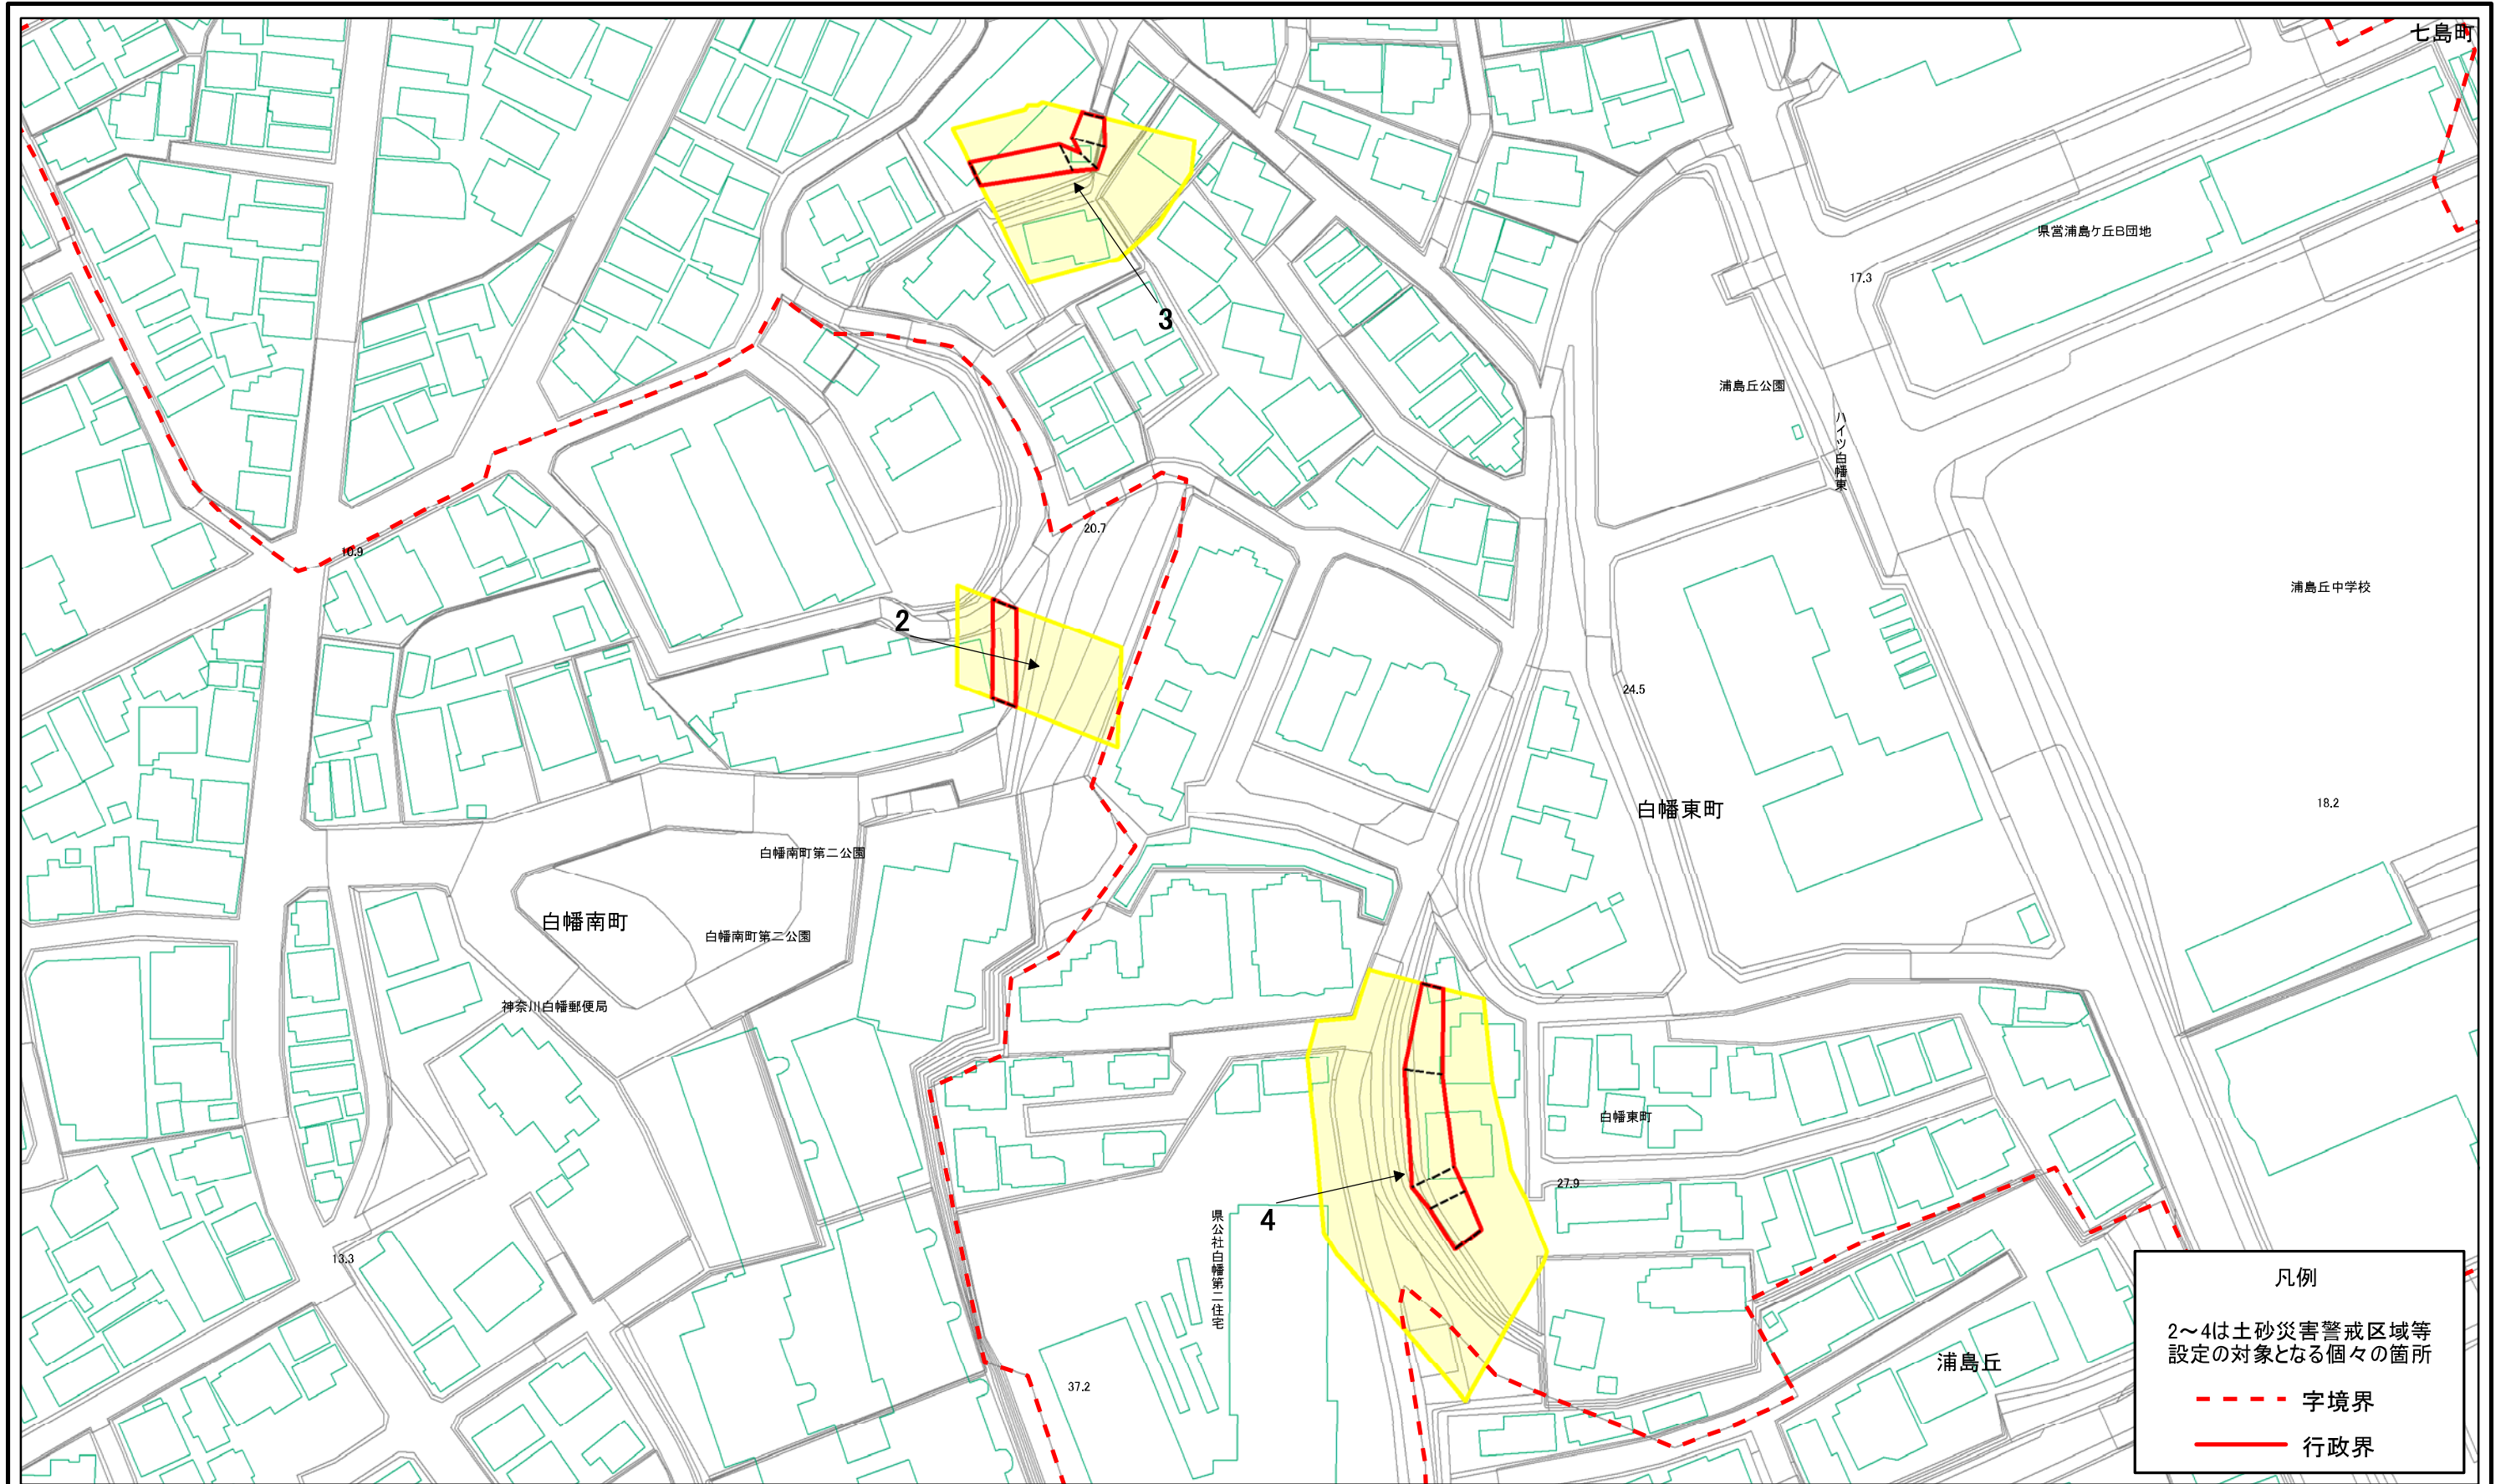 七島町
県営浦島ケ丘B団地
17.3
3
浦島丘公園
ハイツ白幡東
20.7
10.9
浦島丘中学校
2
24.5
白幡東町
18.2
白幡南町第二公園
白幡南町
白幡南町第二公園
神奈川白幡郵便局
白幡東町
27.9
4
県公社白幡第二住宅
13.3
37.2
浦島丘
凡例
2～4は土砂災害警戒区域等
設定の対象となる個々の箇所
字境界
行政界